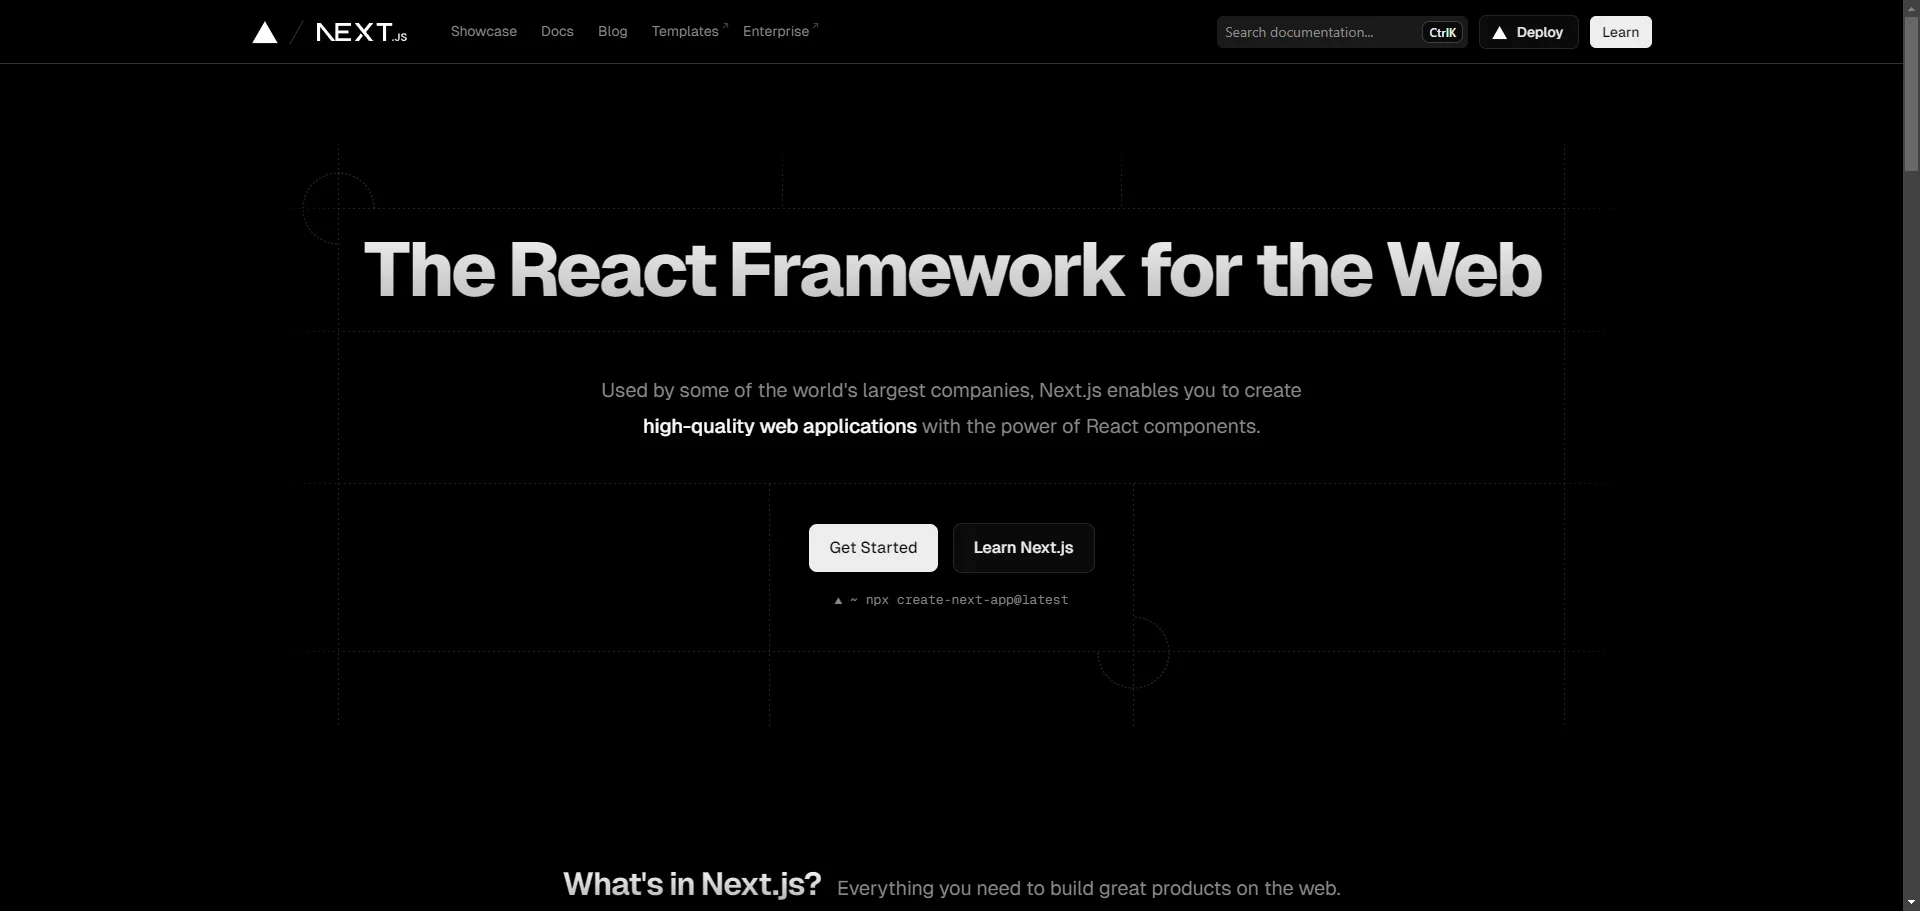 NEXT.JS
Showcase
Docs
Blog
Templates
Enterprise
Search documentation...
CtrlK
Deploy
Learn
The React Framework for the Web
Used by some of the world's largest companies, Next.js enables you to create
high-quality web applications with the power of React components.
Get Started
Learn Next.js
▲ ~ npx create-next-app@latest
What's in Next.js? Everything you need to build great products on the web.